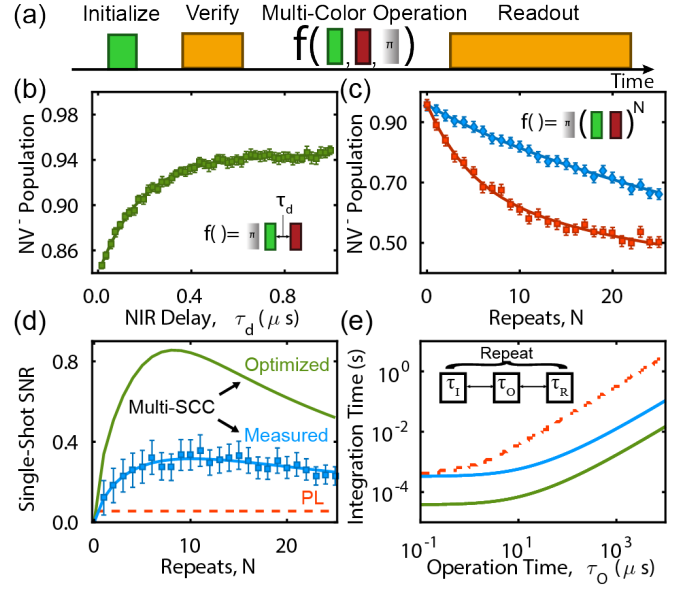 (a)
Initialize Verify Multi-Color Operation Readout
f( , , π )
Time
(b)
0.98
0.94
0.90
0.86
NV⁻ Population
f() = π
τd
0.0 0.4 0.8
NIR Delay, τd (μs)
(c)
0.90
0.70
0.50
NV⁻ Population
f() = π ( )N
0 10 20
Repeats, N
(d)
0.8
0.4
0.0
Single-Shot SNR
Optimized
Multi-SCC
Measured
PL
0 10 20
Repeats, N
(e)
10⁰
10⁻²
10⁻⁴
Integration Time (s)
Repeat
τI τO τR
10⁻¹ 10¹ 10³
Operation Time, τO (μs)